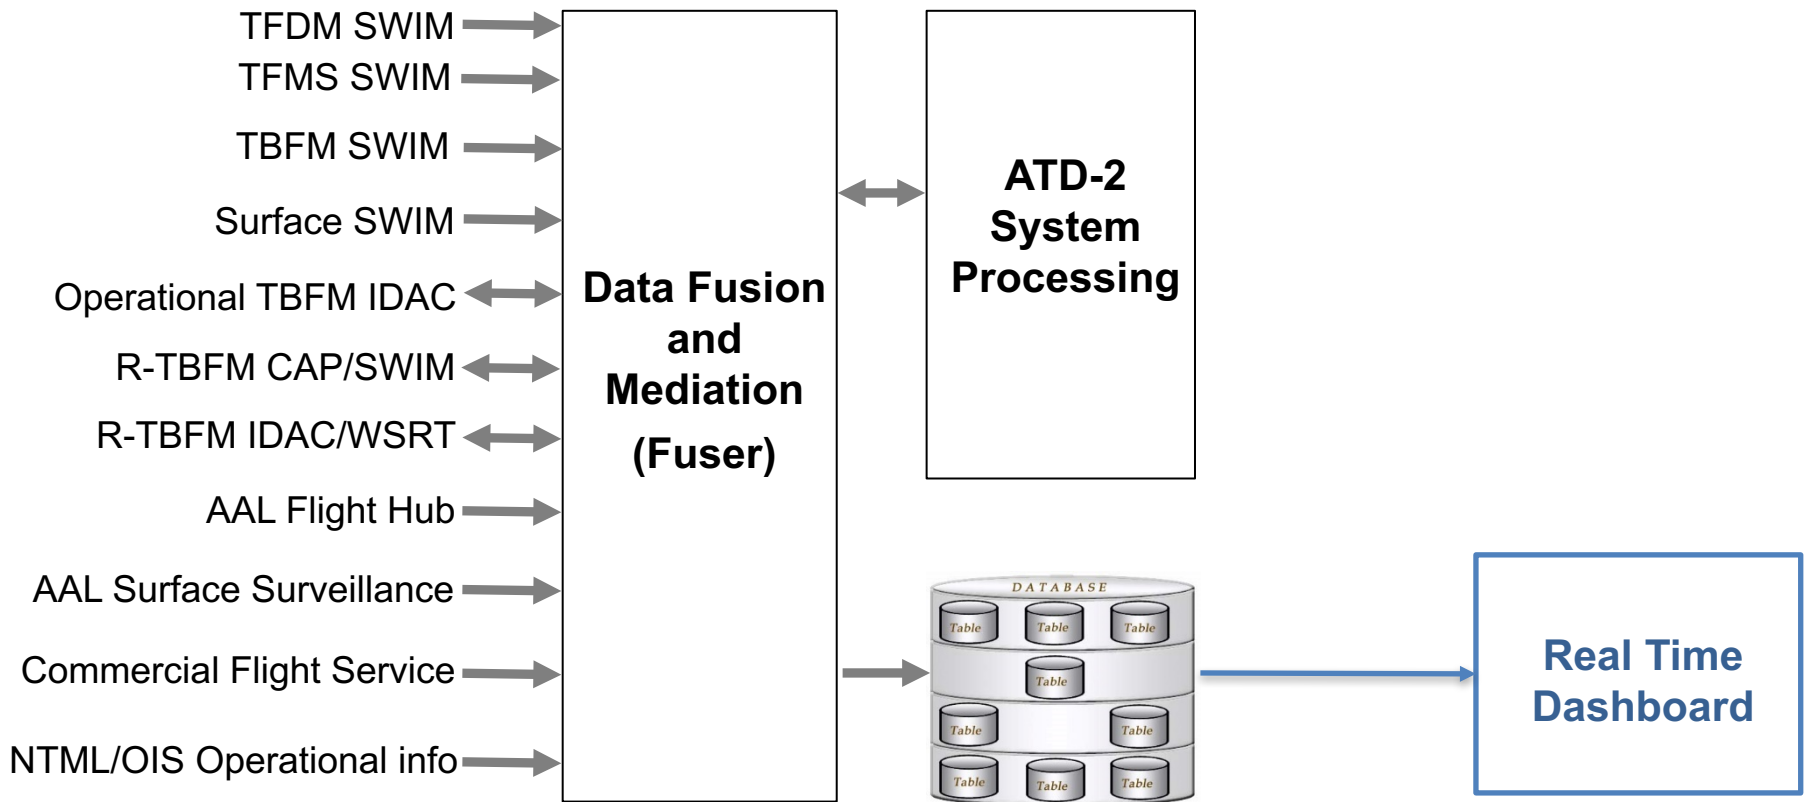 TFDM SWIM
TFMS SWIM
TBFM SWIM
Surface SWIM
Operational TBFM IDAC
R-TBFM CAP/SWIM
R-TBFM IDAC/WSRT
AAL Flight Hub
AAL Surface Surveillance
Commercial Flight Service
NTML/OIS Operational info
Data Fusion
and
Mediation
(Fuser)
ATD-2
System
Processing
DATABASE
Table Table Table
Table
Table Table
Table Table Table
Real Time
Dashboard